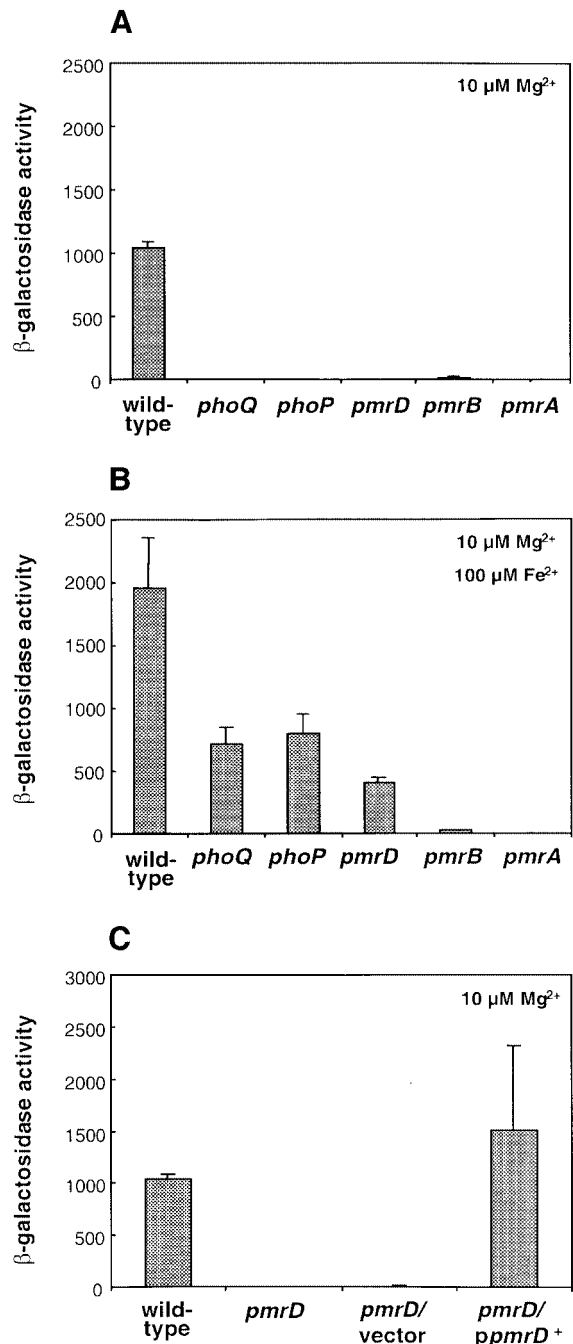 A
β-galactosidase activity
2500
2000
1500
1000
500
0
10 µM Mg²⁺
wild-
type
phoQ
phoP
pmrD
pmrB
pmrA
B
β-galactosidase activity
2500
2000
1500
1000
500
0
10 µM Mg²⁺
100 µM Fe²⁺
wild-
type
phoQ
phoP
pmrD
pmrB
pmrA
C
β-galactosidase activity
3000
2500
2000
1500
1000
500
0
10 µM Mg²⁺
wild-
type
pmrD
pmrD/
vector
pmrD/
ppmrD⁺